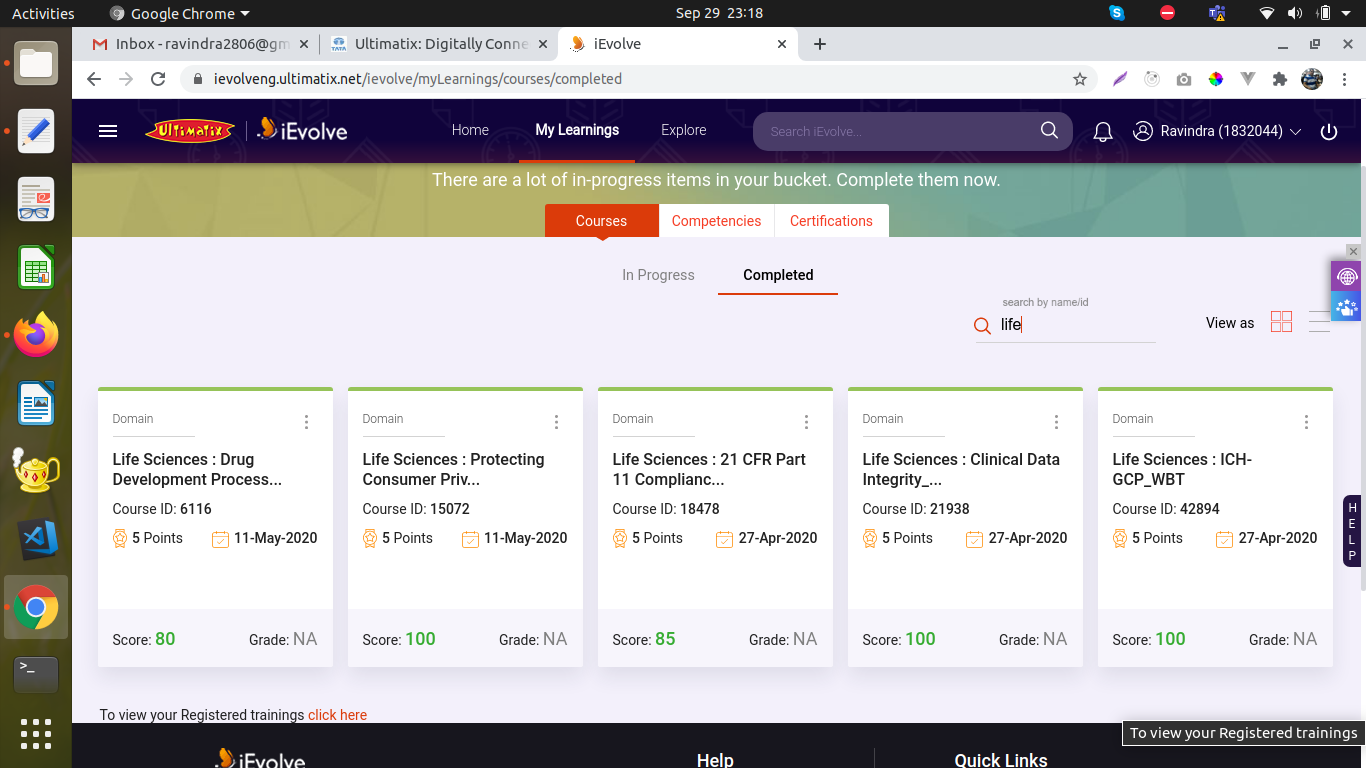 Activities
Google Chrome
Sep 29 23:18
Inbox - ravindra2806@gm
Ultimatix: Digitally Conne
iEvolve
ievolveng.ultimatix.net/ievolve/myLearnings/courses/completed
Ultimatix
iEvolve
Home
My Learnings
Explore
Search iEvolve...
Ravindra (1832044)
There are a lot of in-progress items in your bucket. Complete them now.
Courses
Competencies
Certifications
In Progress
Completed
search by name/id
life
View as
Domain
Life Sciences : Drug
Development Process...
Course ID: 6116
5 Points
11-May-2020
Score: 80
Grade: NA
Domain
Life Sciences : Protecting
Consumer Priv...
Course ID: 15072
5 Points
11-May-2020
Score: 100
Grade: NA
Domain
Life Sciences : 21 CFR Part
11 Complianc...
Course ID: 18478
5 Points
27-Apr-2020
Score: 85
Grade: NA
Domain
Life Sciences : Clinical Data
Integrity_...
Course ID: 21938
5 Points
27-Apr-2020
Score: 100
Grade: NA
Domain
Life Sciences : ICH-
GCP_WBT
Course ID: 42894
5 Points
27-Apr-2020
Score: 100
Grade: NA
HELP
To view your Registered trainings click here
To view your Registered trainings
iEvolve
Help
Quick Links